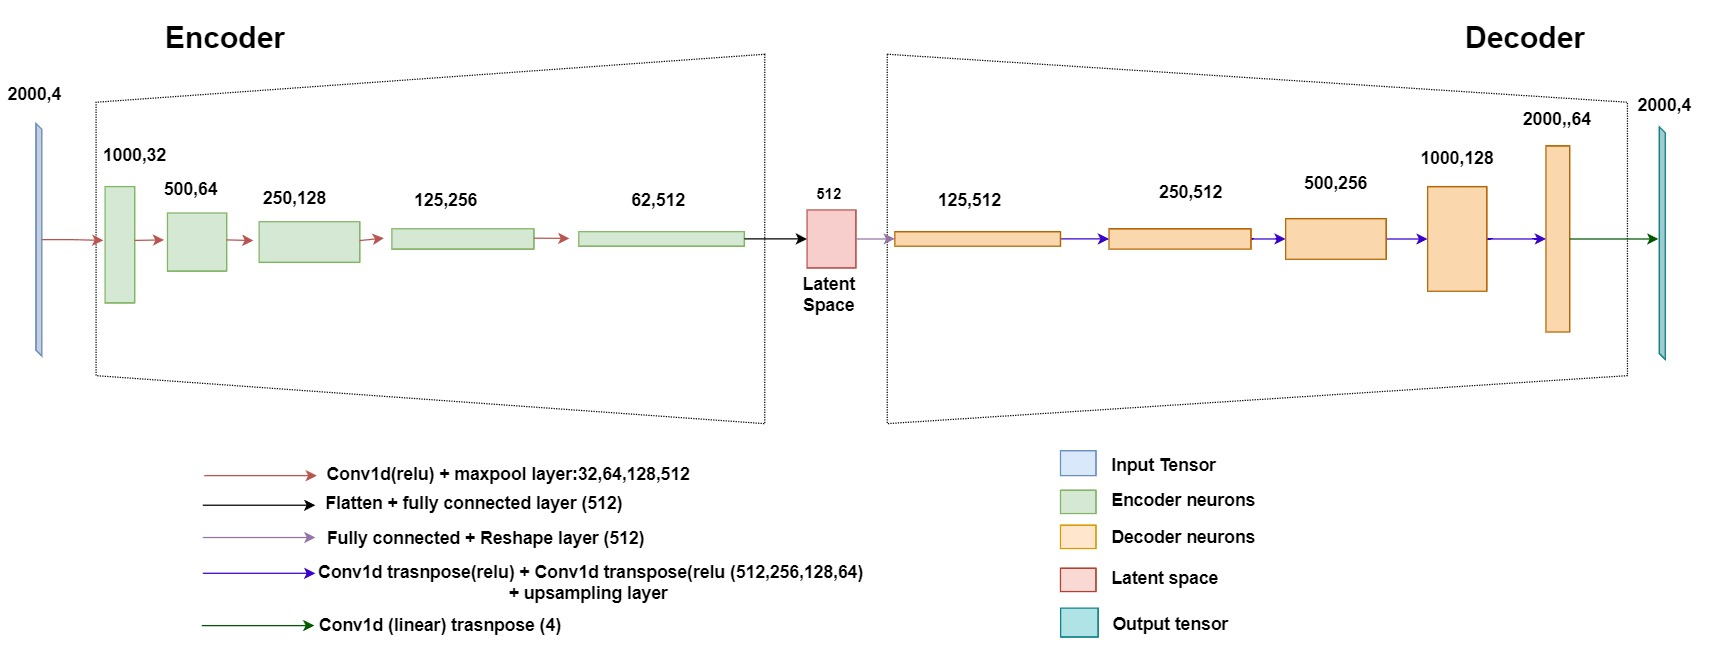 Encoder
Decoder
2000,4
2000,4
2000,,64
1000,32
1000,128
500,64
250,128
125,256
62,512
512
125,512
250,512
500,256
Latent
Space
Conv1d(relu) + maxpool layer:32,64,128,512
Flatten + fully connected layer (512)
Fully connected + Reshape layer (512)
Conv1d trasnpose(relu) + Conv1d transpose(relu (512,256,128,64)
+ upsampling layer
Conv1d (linear) trasnpose (4)
Input Tensor
Encoder neurons
Decoder neurons
Latent space
Output tensor